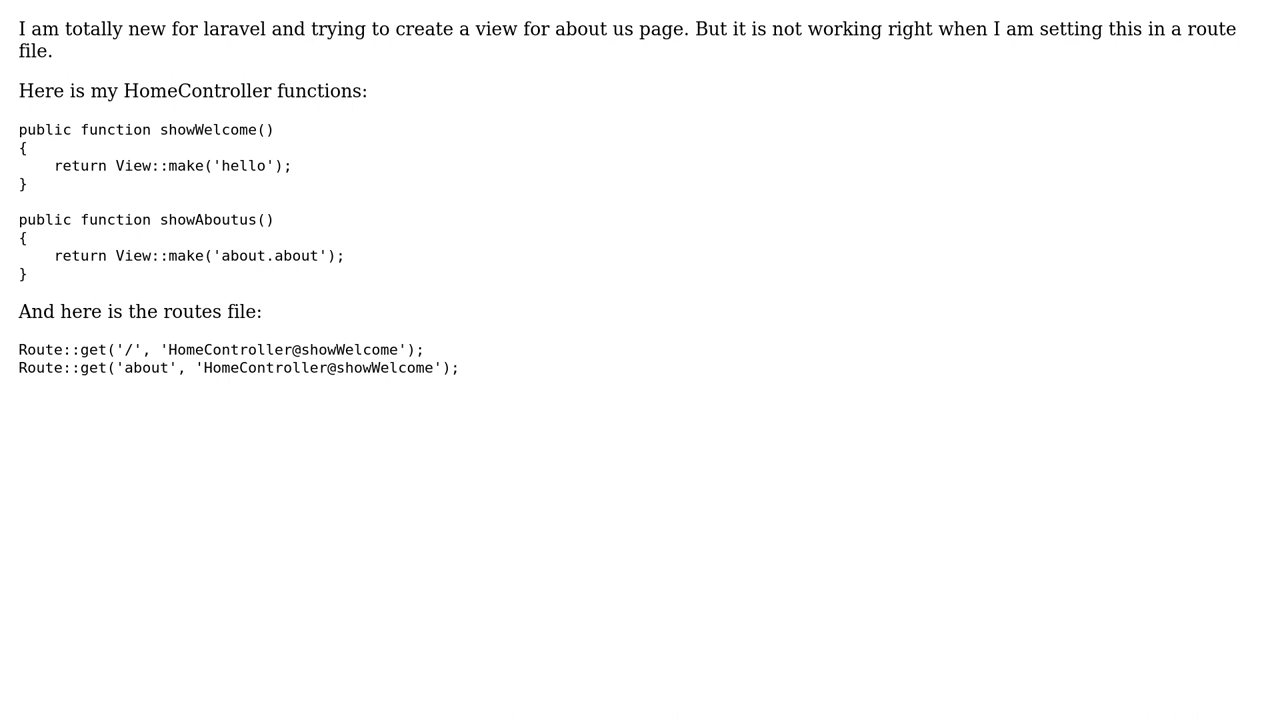 I am totally new for laravel and trying to create a view for about us page. But it is not working right when I am setting this in a route
file.
Here is my HomeController functions:
public function showWelcome()
{
    return View::make('hello');
}
public function showAboutus()
{
    return View::make('about.about');
}
And here is the routes file:
Route::get('/', 'HomeController@showWelcome');
Route::get('about', 'HomeController@showWelcome');